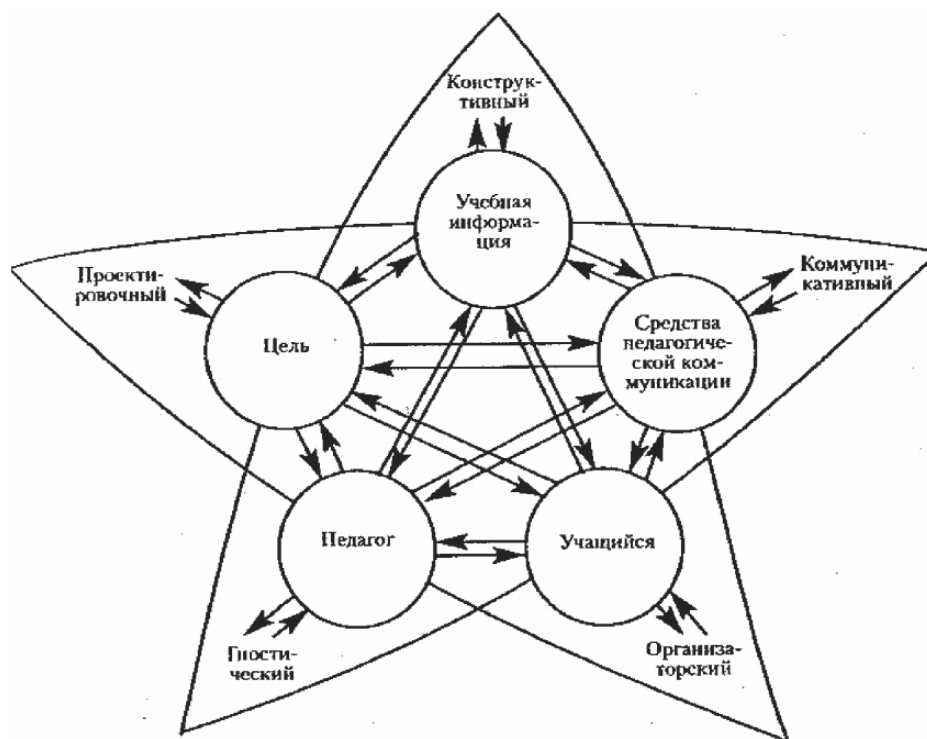 Конструк-
тивный
Учебная
информа-
ция
Проекти-
ровочный
Коммуни-
кативный
Цель
Средства
педагогиче-
ской ком-
муникации
Педагог
Учащийся
Гности-
ческий
Организа-
торский